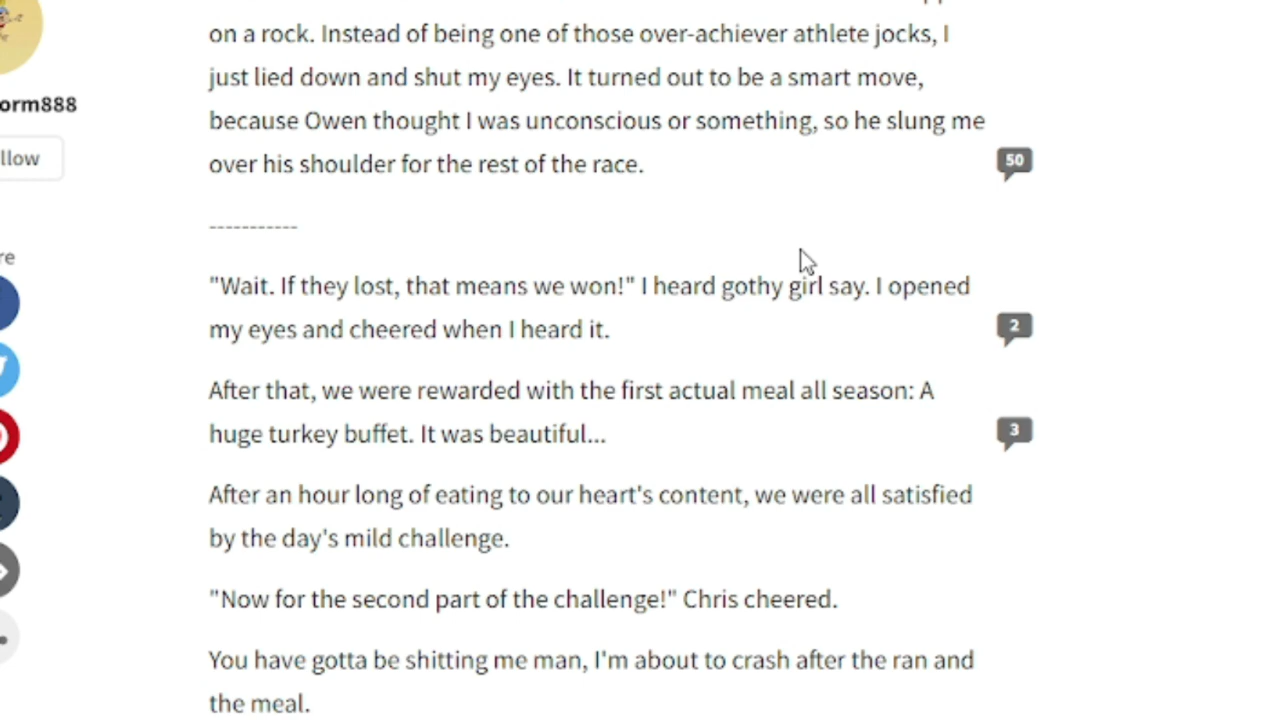 on a rock. Instead of being one of those over-achiever athlete jocks, I
orm888
just lied down and shut my eyes. It turned out to be a smart move,
because Owen thought I was unconscious or something, so he slung me
llow
over his shoulder for the rest of the race.
50
-----------
re
"Wait. If they lost, that means we won!" I heard gothy girl say. I opened
my eyes and cheered when I heard it.
2
After that, we were rewarded with the first actual meal all season: A
huge turkey buffet. It was beautiful...
3
After an hour long of eating to our heart's content, we were all satisfied
by the day's mild challenge.
"Now for the second part of the challenge!" Chris cheered.
You have gotta be shitting me man, I'm about to crash after the ran and
the meal.